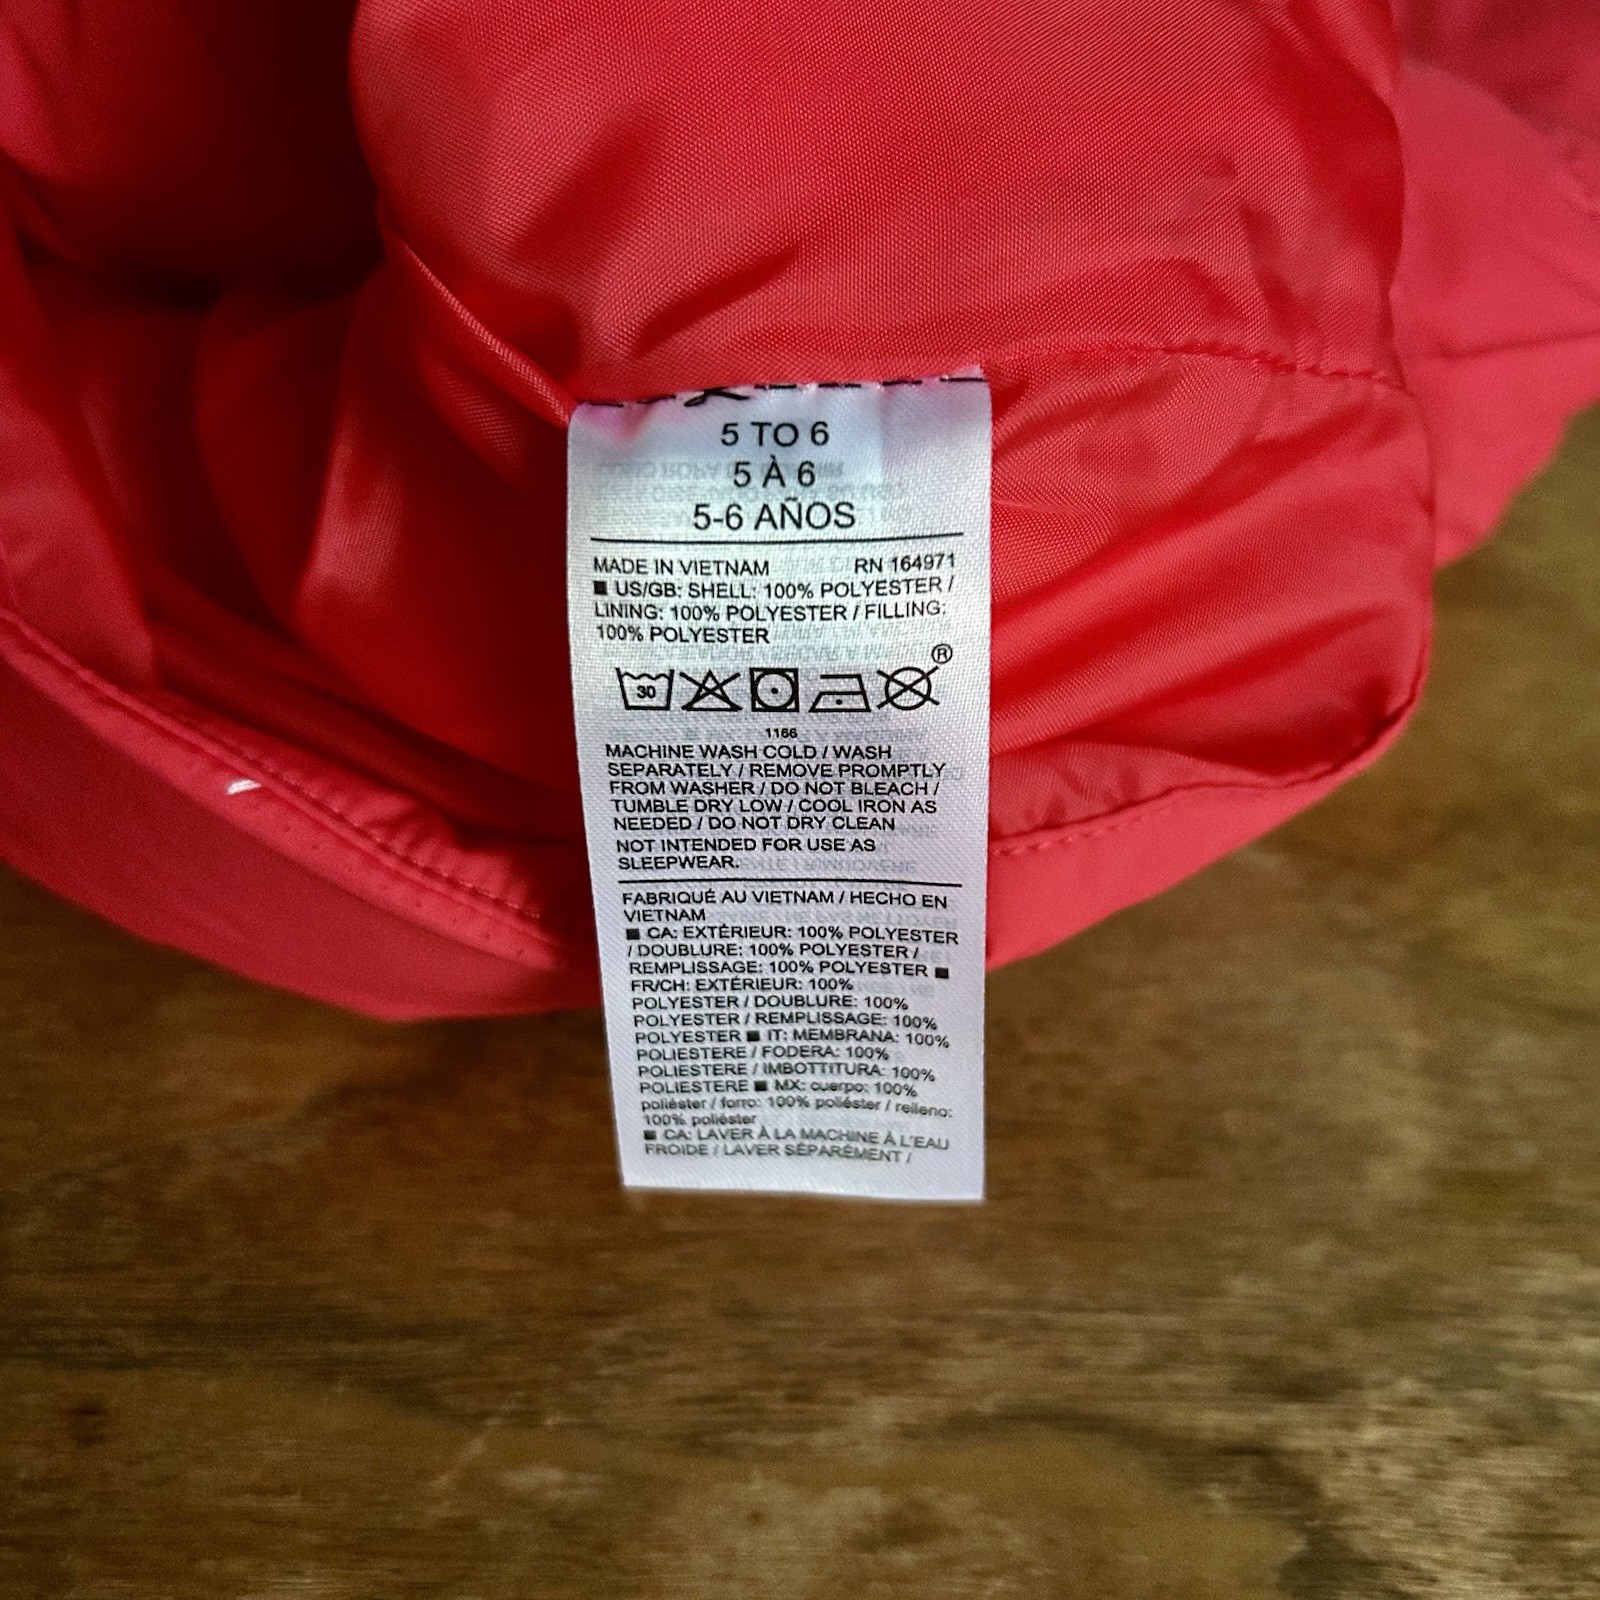 5 TO 6
5 À 6
5-6 AÑOS
MADE IN VIETNAM RN 164971
■ US/GB: SHELL: 100% POLYESTER /
LINING: 100% POLYESTER / FILLING:
100% POLYESTER
30
®
1166
MACHINE WASH COLD / WASH
SEPARATELY / REMOVE PROMPTLY
FROM WASHER / DO NOT BLEACH /
TUMBLE DRY LOW / COOL IRON AS
NEEDED / DO NOT DRY CLEAN
NOT INTENDED FOR USE AS
SLEEPWEAR.
FABRIQUÉ AU VIETNAM / HECHO EN
VIETNAM
■ CA: EXTÉRIEUR: 100% POLYESTER
/ DOUBLURE: 100% POLYESTER /
REMPLISSAGE: 100% POLYESTER ■
FR/CH: EXTÉRIEUR: 100%
POLYESTER / DOUBLURE: 100%
POLYESTER / REMPLISSAGE: 100%
POLYESTER ■ IT: MEMBRANA: 100%
POLIESTERE / FODERA: 100%
POLIESTERE / IMBOTTITURA: 100%
POLIESTERE ■ MX: cuerpo: 100%
poliéster / forro: 100% poliéster / relleno:
100% poliéster
■ CA: LAVER À LA MACHINE À L'EAU
FROIDE / LAVER SÉPARÉMENT /